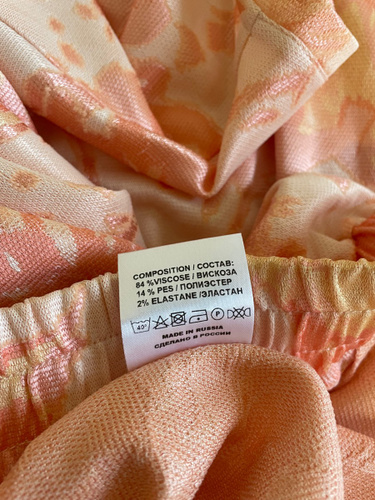 COMPOSITION / СОСТАВ:
84 %VISCOSE / ВИСКОЗА
14 % PES / ПОЛИЭСТЕР
2% ELASTANE /ЭЛАСТАН
40° P
MADE IN RUSSIA
СДЕЛАНО В РОССИИ